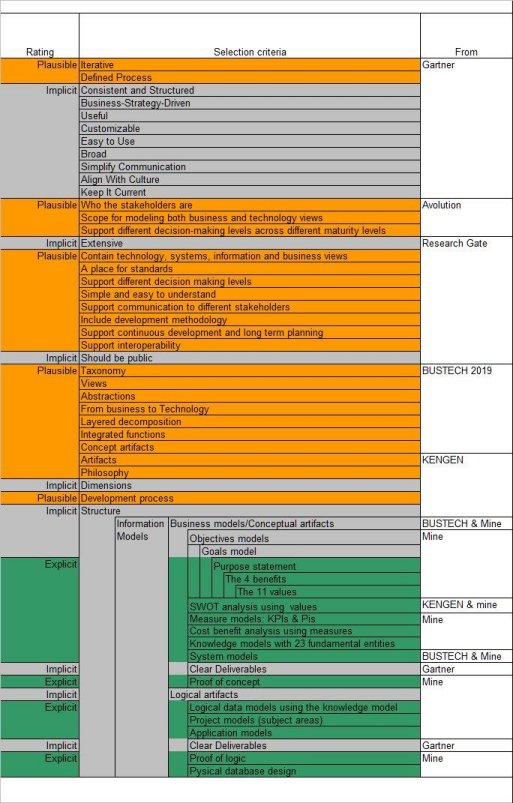 Rating Selection criteria From
Plausible Iterative Gartner
Defined Process
Implicit Consistent and Structured
Business-Strategy-Driven
Useful
Customizable
Easy to Use
Broad
Simplify Communication
Align With Culture
Keep It Current
Plausible Who the stakeholders are Avolution
Scope for modeling both business and technology views
Support different decision-making levels across different maturity levels
Implicit Extensive Research Gate
Plausible Contain technology, systems, information and business views
A place for standards
Support different decision making levels
Simple and easy to understand
Support communication to different stakeholders
Include development methodology
Support continuous development and long term planning
Support interoperability
Implicit Should be public
Plausible Taxonomy BUSTECH 2019
Views
Abstractions
From business to Technology
Layered decomposition
Integrated functions
Concept artifacts
Artifacts KENGEN
Philosophy
Implicit Dimensions
Plausible Development process
Implicit Structure
Information Business models/Conceptual artifacts BUSTECH & Mine
Models Objectives models Mine
Goals model
Explicit Purpose statement
The 4 benefits
The 11 values
SWOT analysis using values KENGEN & mine
Measure models: KPIs & Pis Mine
Cost benefit analysis using measures
Knowledge models with 23 fundamental entities
System models BUSTECH & Mine
Implicit Clear Deliverables Gartner
Explicit Proof of concept Mine
Implicit Logical artifacts
Explicit Logical data models using the knowledge model
Project models (subject areas)
Application models
Implicit Clear Deliverables Gartner
Explicit Proof of logic Mine
Pysical database design